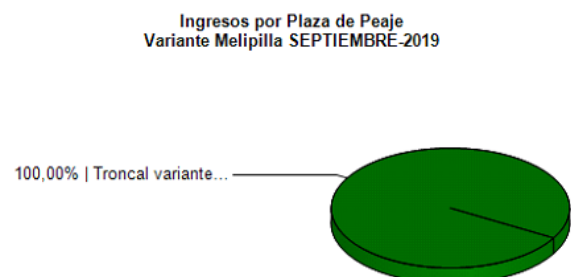 Ingresos por Plaza de Peaje
Variante Melipilla SEPTIEMBRE-2019
100,00% | Troncal variante...